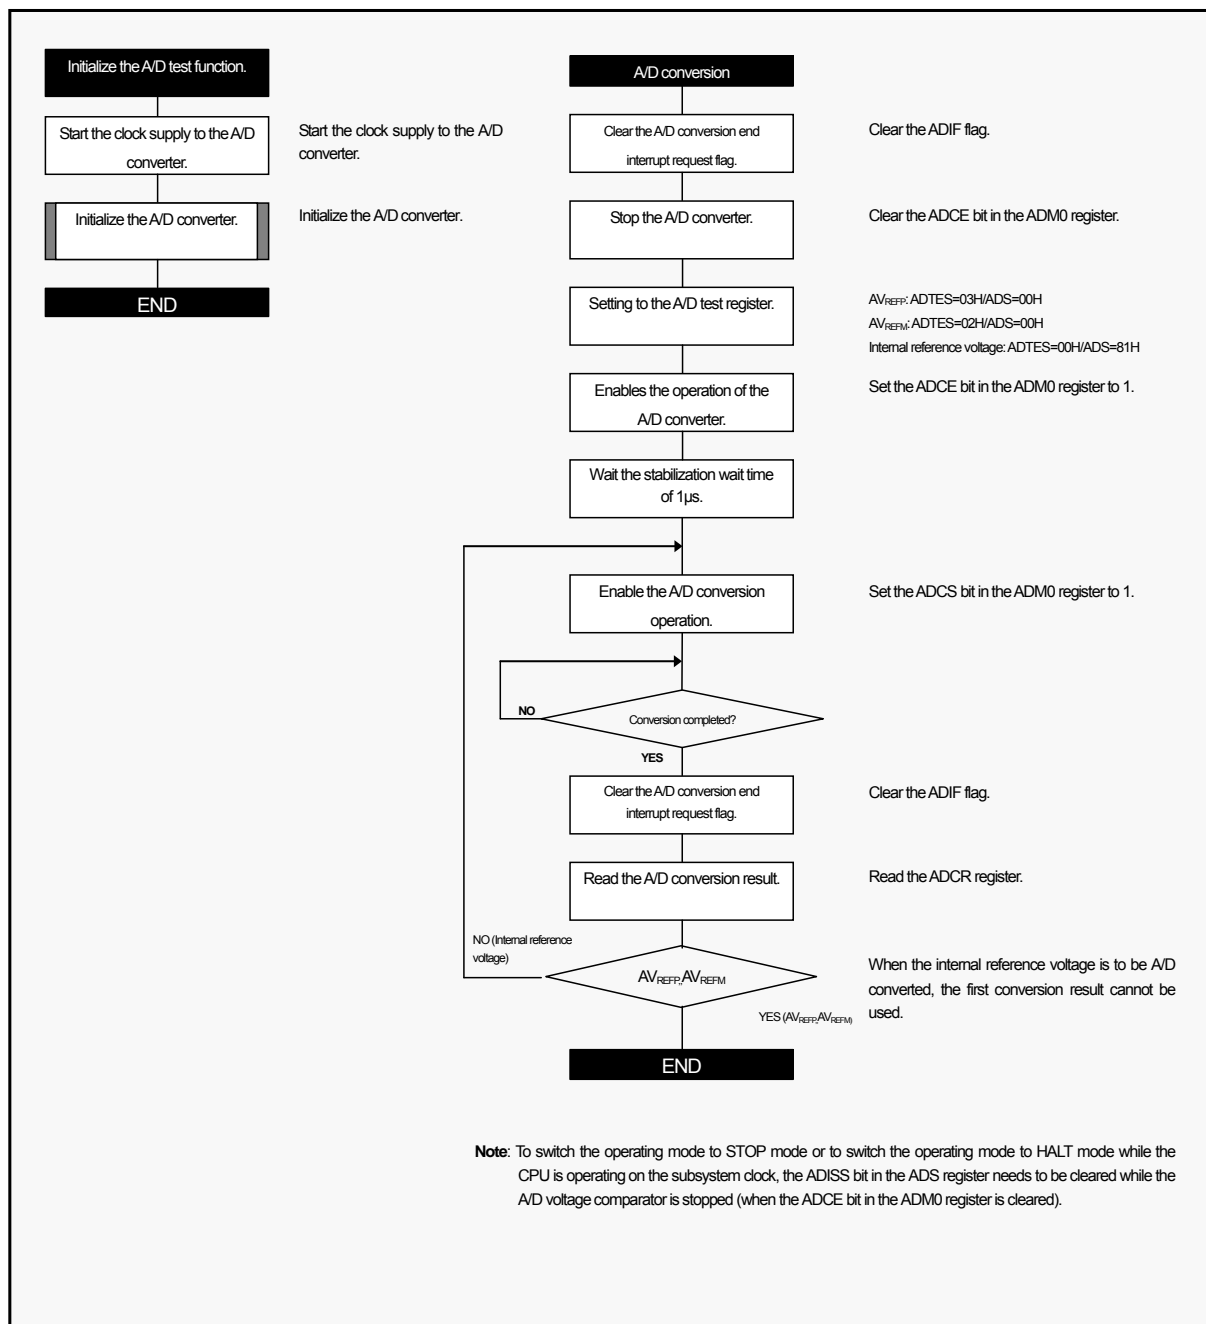 Initialize the A/D test function.
Start the clock supply to the A/D
converter.
Start the clock supply to the A/D
converter.
Initialize the A/D converter.
Initialize the A/D converter.
END
A/D conversion
Clear the A/D conversion end
interrupt request flag.
Clear the ADIF flag.
Stop the A/D converter.
Clear the ADCE bit in the ADM0 register.
Setting to the A/D test register.
AVREFP: ADTES=03H/ADS=00H
AVREFM: ADTES=02H/ADS=00H
Internal reference voltage: ADTES=00H/ADS=81H
Enables the operation of the
A/D converter.
Set the ADCE bit in the ADM0 register to 1.
Wait the stabilization wait time
of 1µs.
Enable the A/D conversion
operation.
Set the ADCS bit in the ADM0 register to 1.
NO
Conversion completed?
YES
Clear the A/D conversion end
interrupt request flag.
Clear the ADIF flag.
Read the A/D conversion result.
Read the ADCR register.
NO (Internal reference
voltage)
AVREFP,AVREFM
YES (AVREFP,AVREFM)
When the internal reference voltage is to be A/D
converted, the first conversion result cannot be
used.
END
Note: To switch the operating mode to STOP mode or to switch the operating mode to HALT mode while the
CPU is operating on the subsystem clock, the ADISS bit in the ADS register needs to be cleared while the
A/D voltage comparator is stopped (when the ADCE bit in the ADM0 register is cleared).